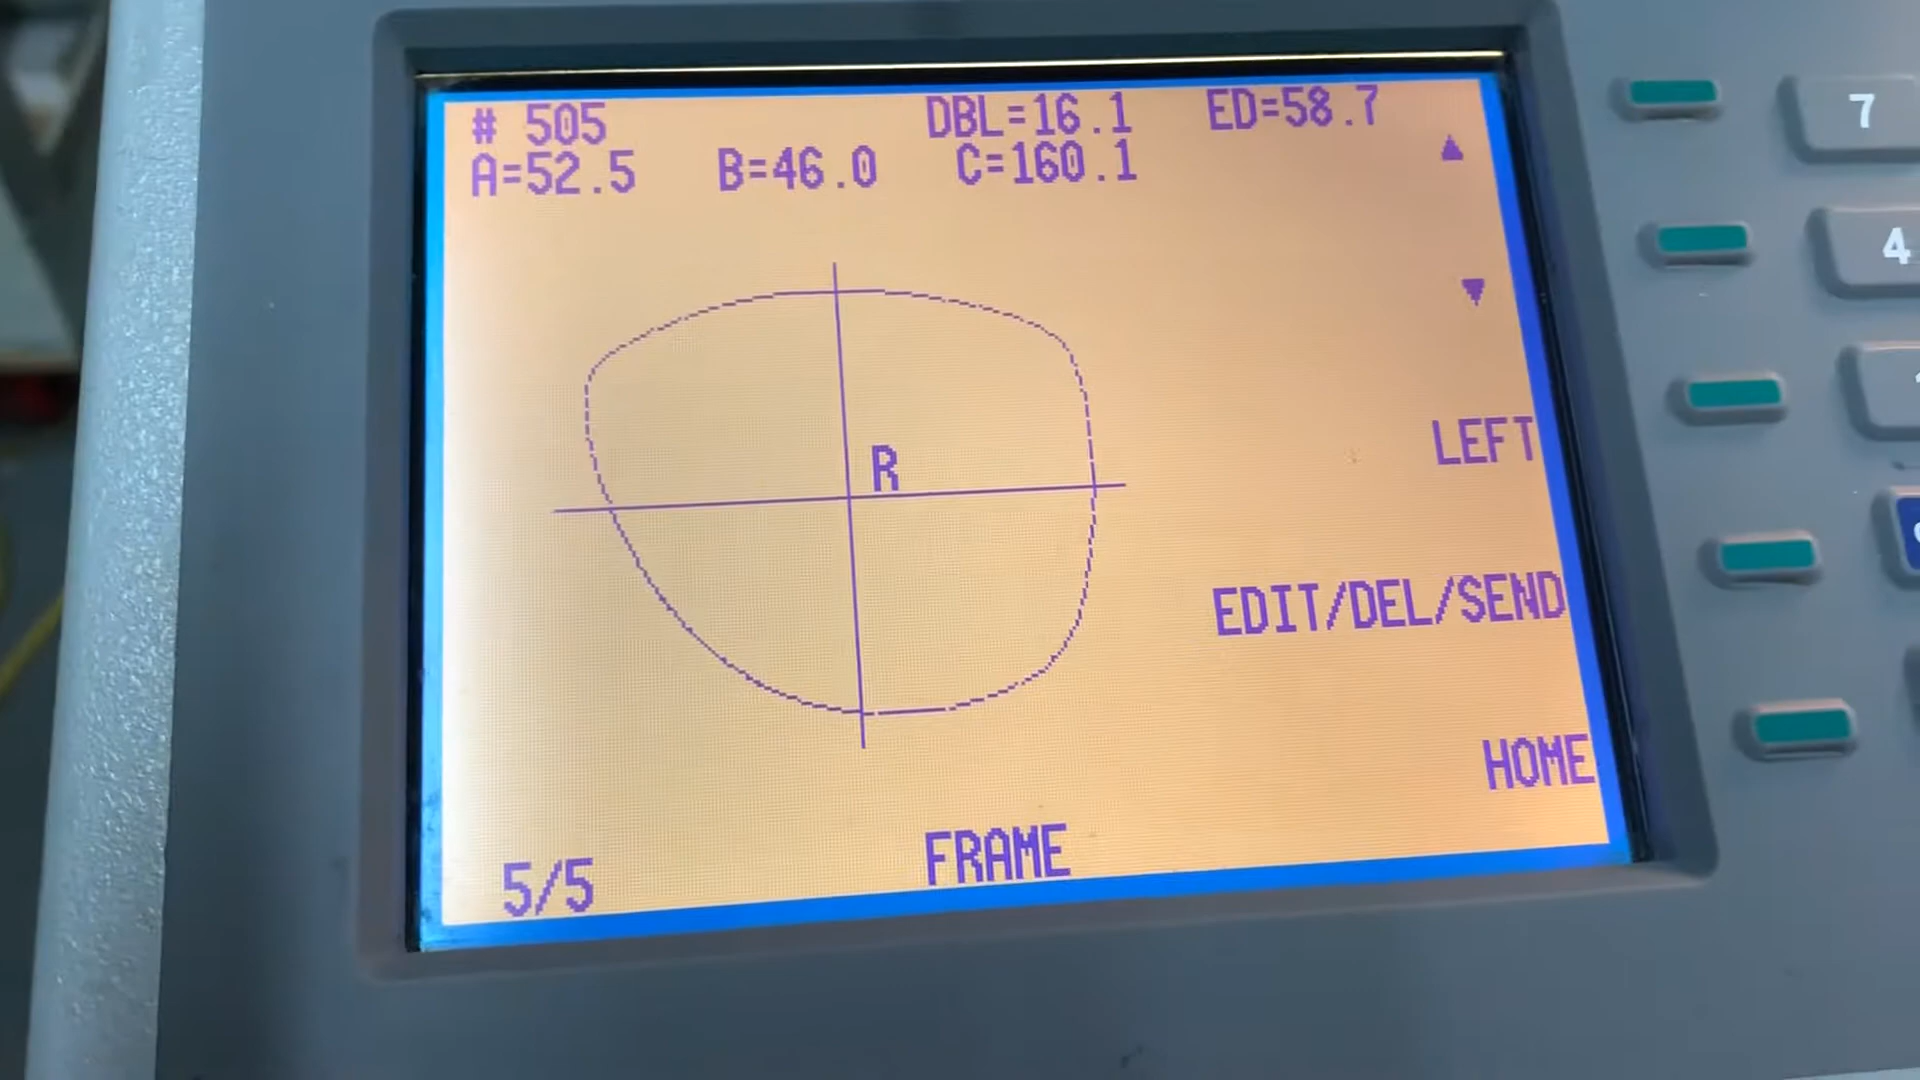 # 505 DBL=16.1 ED=58.7
A=52.5 B=46.0 C=160.1
▲
▼
R
LEFT
EDIT/DEL/SEND
HOME
5/5 FRAME
7
4